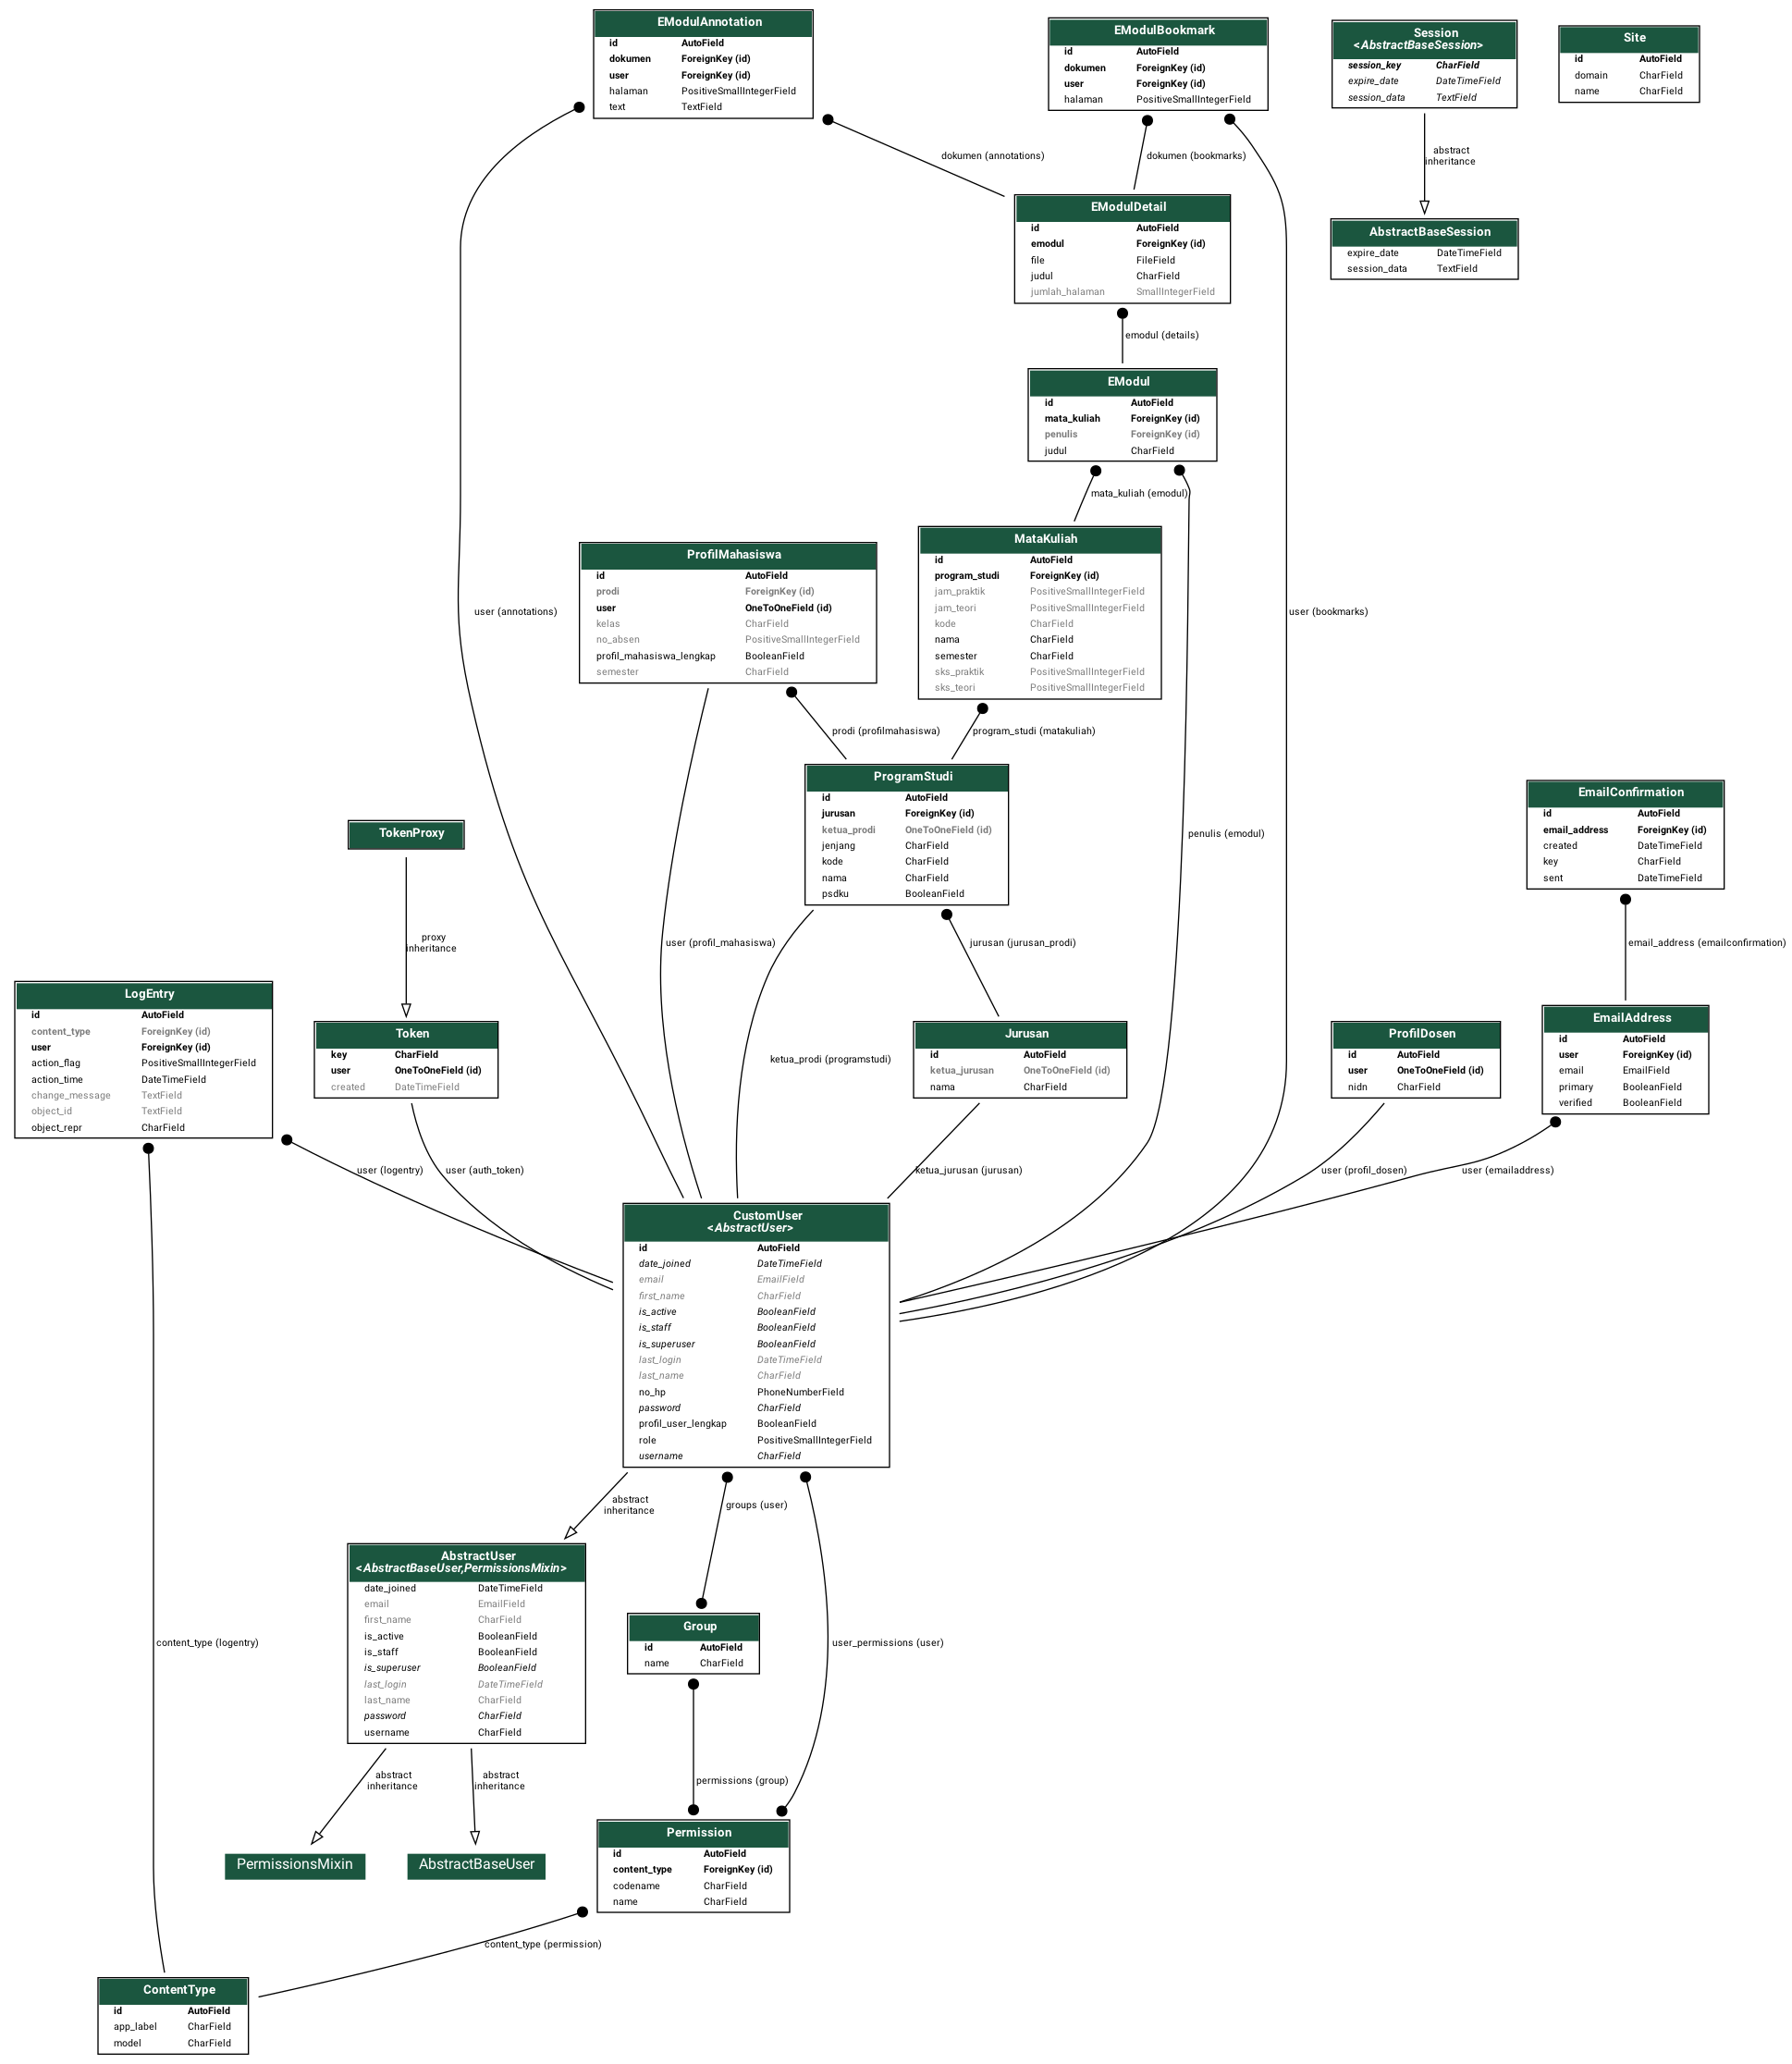 EModulAnnotation
id AutoField
dokumen ForeignKey (id)
user ForeignKey (id)
halaman PositiveSmallIntegerField
text TextField
EModulBookmark
id AutoField
dokumen ForeignKey (id)
user ForeignKey (id)
halaman PositiveSmallIntegerField
Session
<AbstractBaseSession>
session_key CharField
expire_date DateTimeField
session_data TextField
Site
id AutoField
domain CharField
name CharField
dokumen (annotations)
dokumen (bookmarks)
abstract
inheritance
EModulDetail
id AutoField
emodul ForeignKey (id)
file FileField
judul CharField
jumlah_halaman SmallIntegerField
AbstractBaseSession
expire_date DateTimeField
session_data TextField
emodul (details)
EModul
id AutoField
mata_kuliah ForeignKey (id)
penulis ForeignKey (id)
judul CharField
mata_kuliah (emodul)
ProfilMahasiswa
id AutoField
prodi ForeignKey (id)
user OneToOneField (id)
kelas CharField
no_absen PositiveSmallIntegerField
profil_mahasiswa_lengkap BooleanField
semester CharField
MataKuliah
id AutoField
program_studi ForeignKey (id)
jam_praktik PositiveSmallIntegerField
jam_teori PositiveSmallIntegerField
kode CharField
nama CharField
semester CharField
sks_praktik PositiveSmallIntegerField
sks_teori PositiveSmallIntegerField
user (annotations)
user (bookmarks)
prodi (profilmahasiswa)
program_studi (matakuliah)
ProgramStudi
id AutoField
jurusan ForeignKey (id)
ketua_prodi OneToOneField (id)
jenjang CharField
kode CharField
nama CharField
psdku BooleanField
TokenProxy
penulis (emodul)
EmailConfirmation
id AutoField
email_address ForeignKey (id)
created DateTimeField
key CharField
sent DateTimeField
proxy
inheritance
user (profil_mahasiswa)
jurusan (jurusan_prodi)
email_address (emailconfirmation)
LogEntry
id AutoField
content_type ForeignKey (id)
user ForeignKey (id)
action_flag PositiveSmallIntegerField
action_time DateTimeField
change_message TextField
object_id TextField
object_repr CharField
Token
key CharField
user OneToOneField (id)
created DateTimeField
ketua_prodi (programstudi)
Jurusan
id AutoField
ketua_jurusan OneToOneField (id)
nama CharField
ProfilDosen
id AutoField
user OneToOneField (id)
nidn CharField
EmailAddress
id AutoField
user ForeignKey (id)
email EmailField
primary BooleanField
verified BooleanField
user (logentry)
user (auth_token)
ketua_jurusan (jurusan)
user (profil_dosen)
user (emailaddress)
CustomUser
<AbstractUser>
id AutoField
date_joined DateTimeField
email EmailField
first_name CharField
is_active BooleanField
is_staff BooleanField
is_superuser BooleanField
last_login DateTimeField
last_name CharField
no_hp PhoneNumberField
password CharField
profil_user_lengkap BooleanField
role PositiveSmallIntegerField
username CharField
abstract
inheritance
groups (user)
AbstractUser
<AbstractBaseUser,PermissionsMixin>
date_joined DateTimeField
email EmailField
first_name CharField
is_active BooleanField
is_staff BooleanField
is_superuser BooleanField
last_login DateTimeField
last_name CharField
password CharField
username CharField
Group
id AutoField
name CharField
content_type (logentry)
user_permissions (user)
abstract
inheritance
abstract
inheritance
permissions (group)
PermissionsMixin
AbstractBaseUser
Permission
id AutoField
content_type ForeignKey (id)
codename CharField
name CharField
content_type (permission)
ContentType
id AutoField
app_label CharField
model CharField